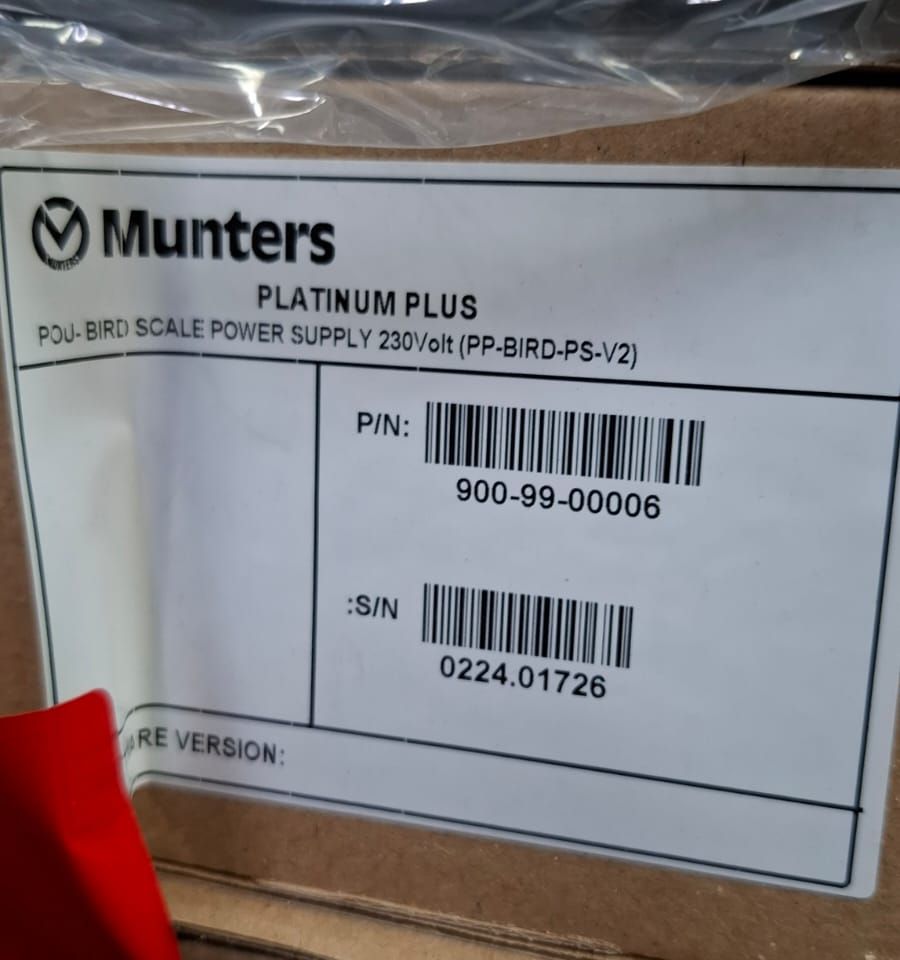 Munters
PLATINUM PLUS
POU- BIRD SCALE POWER SUPPLY 230Volt (PP-BIRD-PS-V2)
P/N:
900-99-00006
:S/N
0224.01726
ARE VERSION: